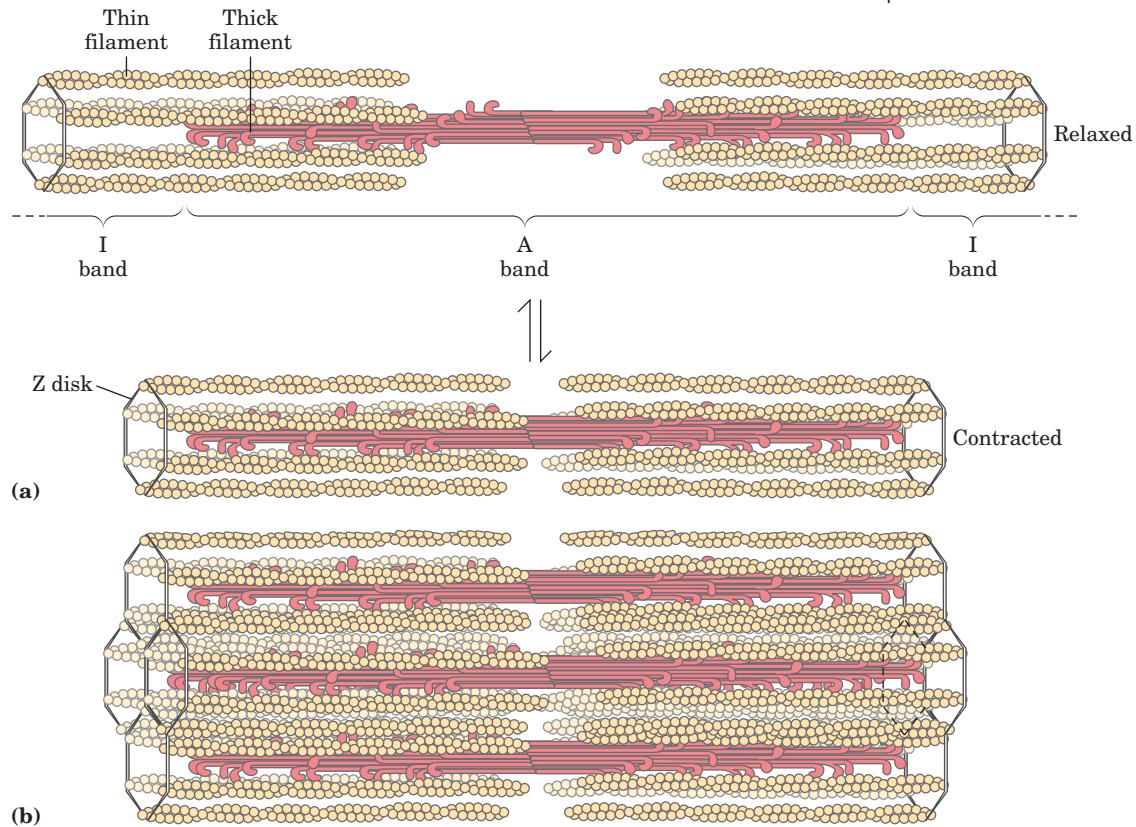 Thin
filament
Thick
filament
Relaxed
I
band
A
band
I
band
Z disk
Contracted
(a)
(b)